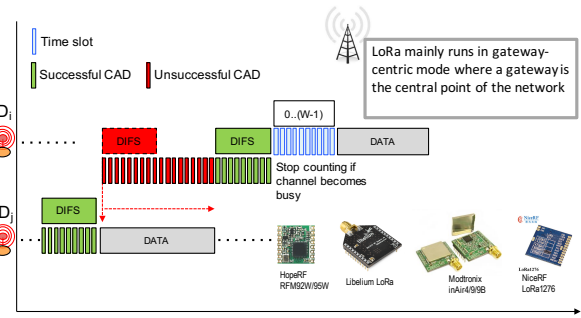 Time slot
Successful CAD
Unsuccessful CAD
LoRa mainly runs in gateway-
centric mode where a gateway is
the central point of the network
0..(W-1)
Di
DIFS
DIFS
DATA
Stop counting if
channel becomes
busy
Dj
DIFS
DATA
HopeRF
RFM92W/95W
Libelium LoRa
Modtronix
inAir4/9/9B
NiceRF
LoRa1276
NiceRF
LoRa1276